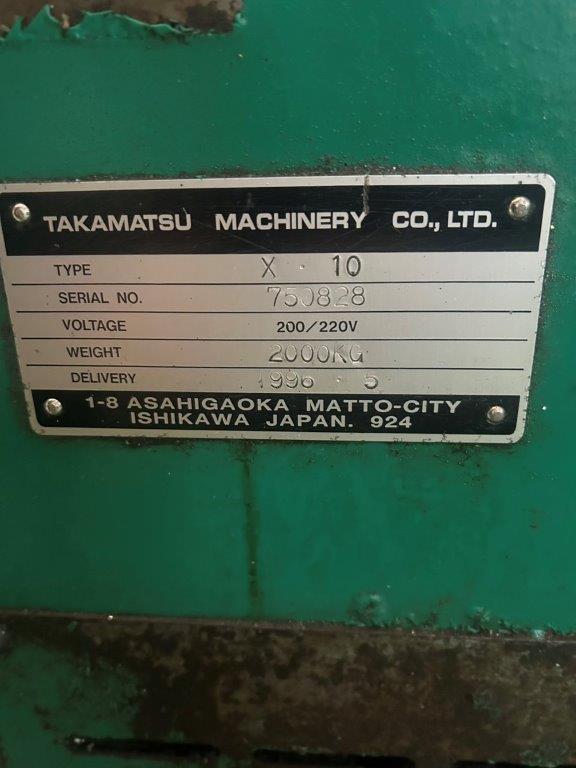 TAKAMATSU MACHINERY CO., LTD.
TYPE X · 10
SERIAL NO. 750828
VOLTAGE 200/220V
WEIGHT 2000KG
DELIVERY 1996 · 5
1-8 ASAHIGAOKA MATTO-CITY
ISHIKAWA JAPAN. 924